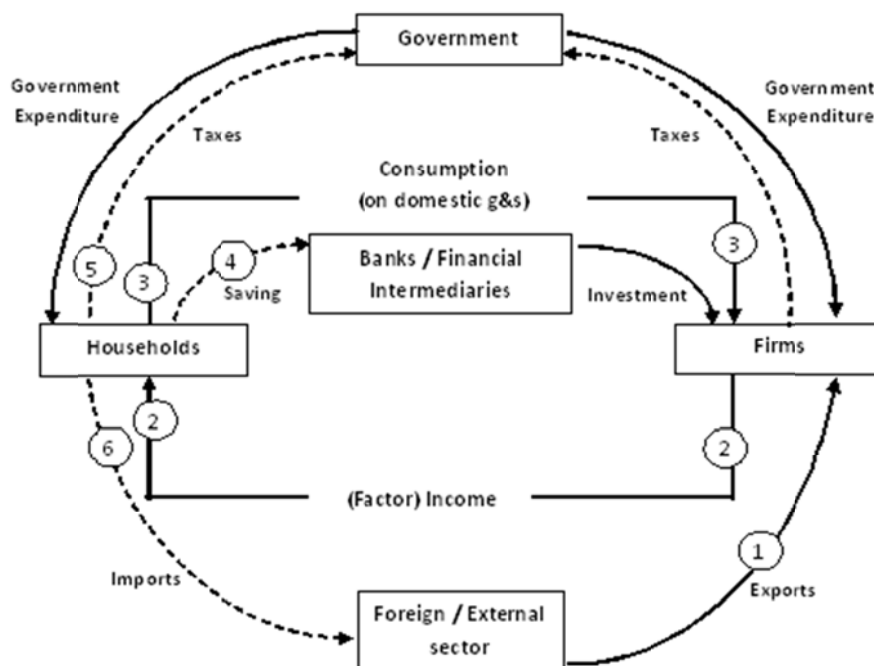 Government
Government
Expenditure
Government
Expenditure
Taxes
Taxes
Consumption
(on domestic g&s)
5
3
4
3
Saving
Banks / Financial
Intermediaries
Investment
Households
Firms
2
2
6
(Factor) Income
1
Imports
Exports
Foreign / External
sector